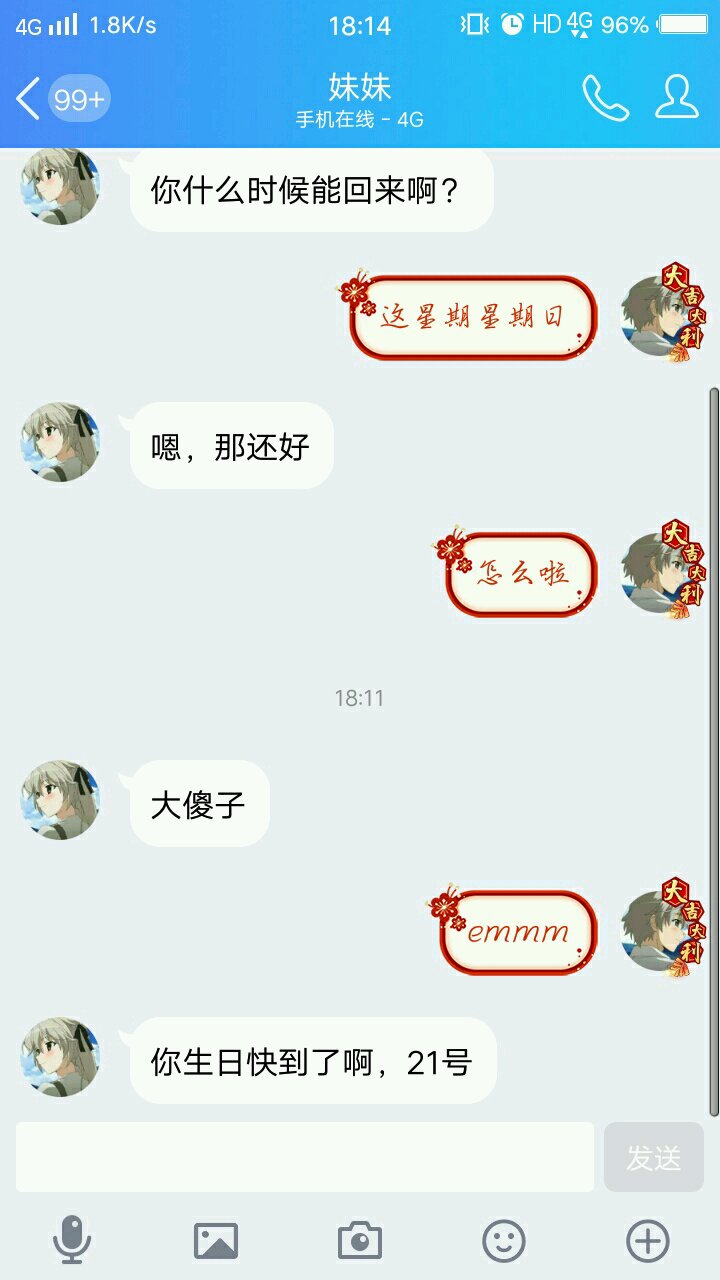 4G 1.8K/s 18:14 HD 4G 96%
99+
妹妹
手机在线 - 4G
你什么时候能回来啊？
大吉大利
这星期星期日
嗯，那还好
大吉大利
怎么啦
18:11
大傻子
大吉大利
emmm
你生日快到了啊，21号
发送